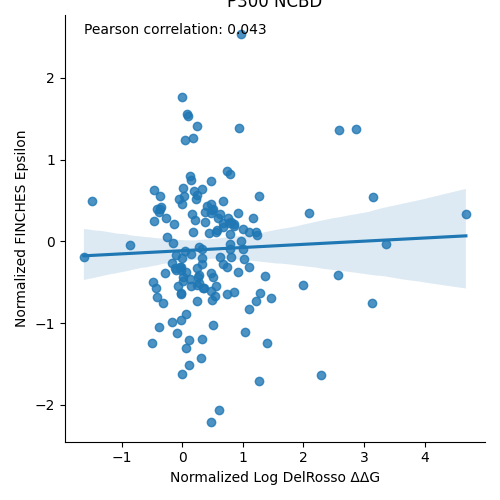 P300 NCBD
Pearson correlation: 0.043
Normalized FINCHES Epsilon
2
1
0
−1
−2
−1
0
1
2
3
4
Normalized Log DelRosso ΔΔG